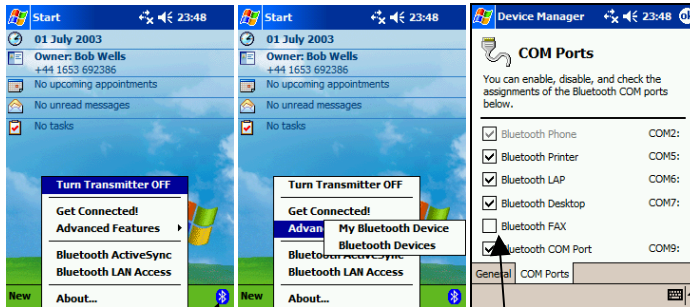 Start 23:48
01 July 2003
Owner: Bob Wells
+44 1653 692386
No upcoming appointments
No unread messages
No tasks
Turn Transmitter OFF
Get Connected!
Advanced Features
Bluetooth ActiveSync
Bluetooth LAN Access
About...
New
Start 23:48
01 July 2003
Owner: Bob Wells
+44 1653 692386
No upcoming appointments
No unread messages
No tasks
Turn Transmitter OFF
Get Connected!
Advan
My Bluetooth Device
Bluetooth Devices
Bluetooth ActiveSync
Bluetooth LAN Access
About...
New
Device Manager 23:48 ok
COM Ports
You can enable, disable, and check the
assignments of the Bluetooth COM ports
below.
Bluetooth Phone COM2:
Bluetooth Printer COM5:
Bluetooth LAP COM6:
Bluetooth Desktop COM7:
Bluetooth FAX
Bluetooth COM Port COM9:
General COM Ports